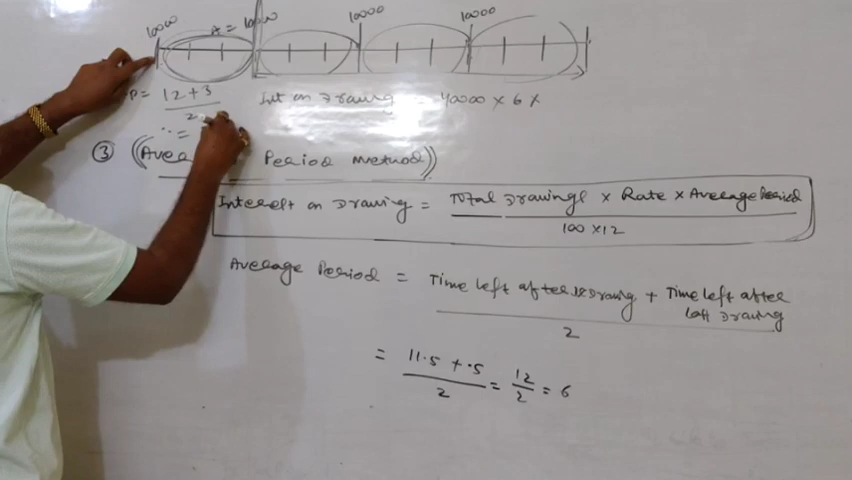 10000 10000 10000
P = 12 + 3 / 2 Int on Drawing 40000 × 6 ×
③ ((Avea Period Method))
Interest on Drawing = Total Drawings × Rate × Average Period / 100 × 12
Average Period = Time left after Drawing + Time left after last Drawing / 2
= 11.5 + .5 / 2 = 12 / 2 = 6